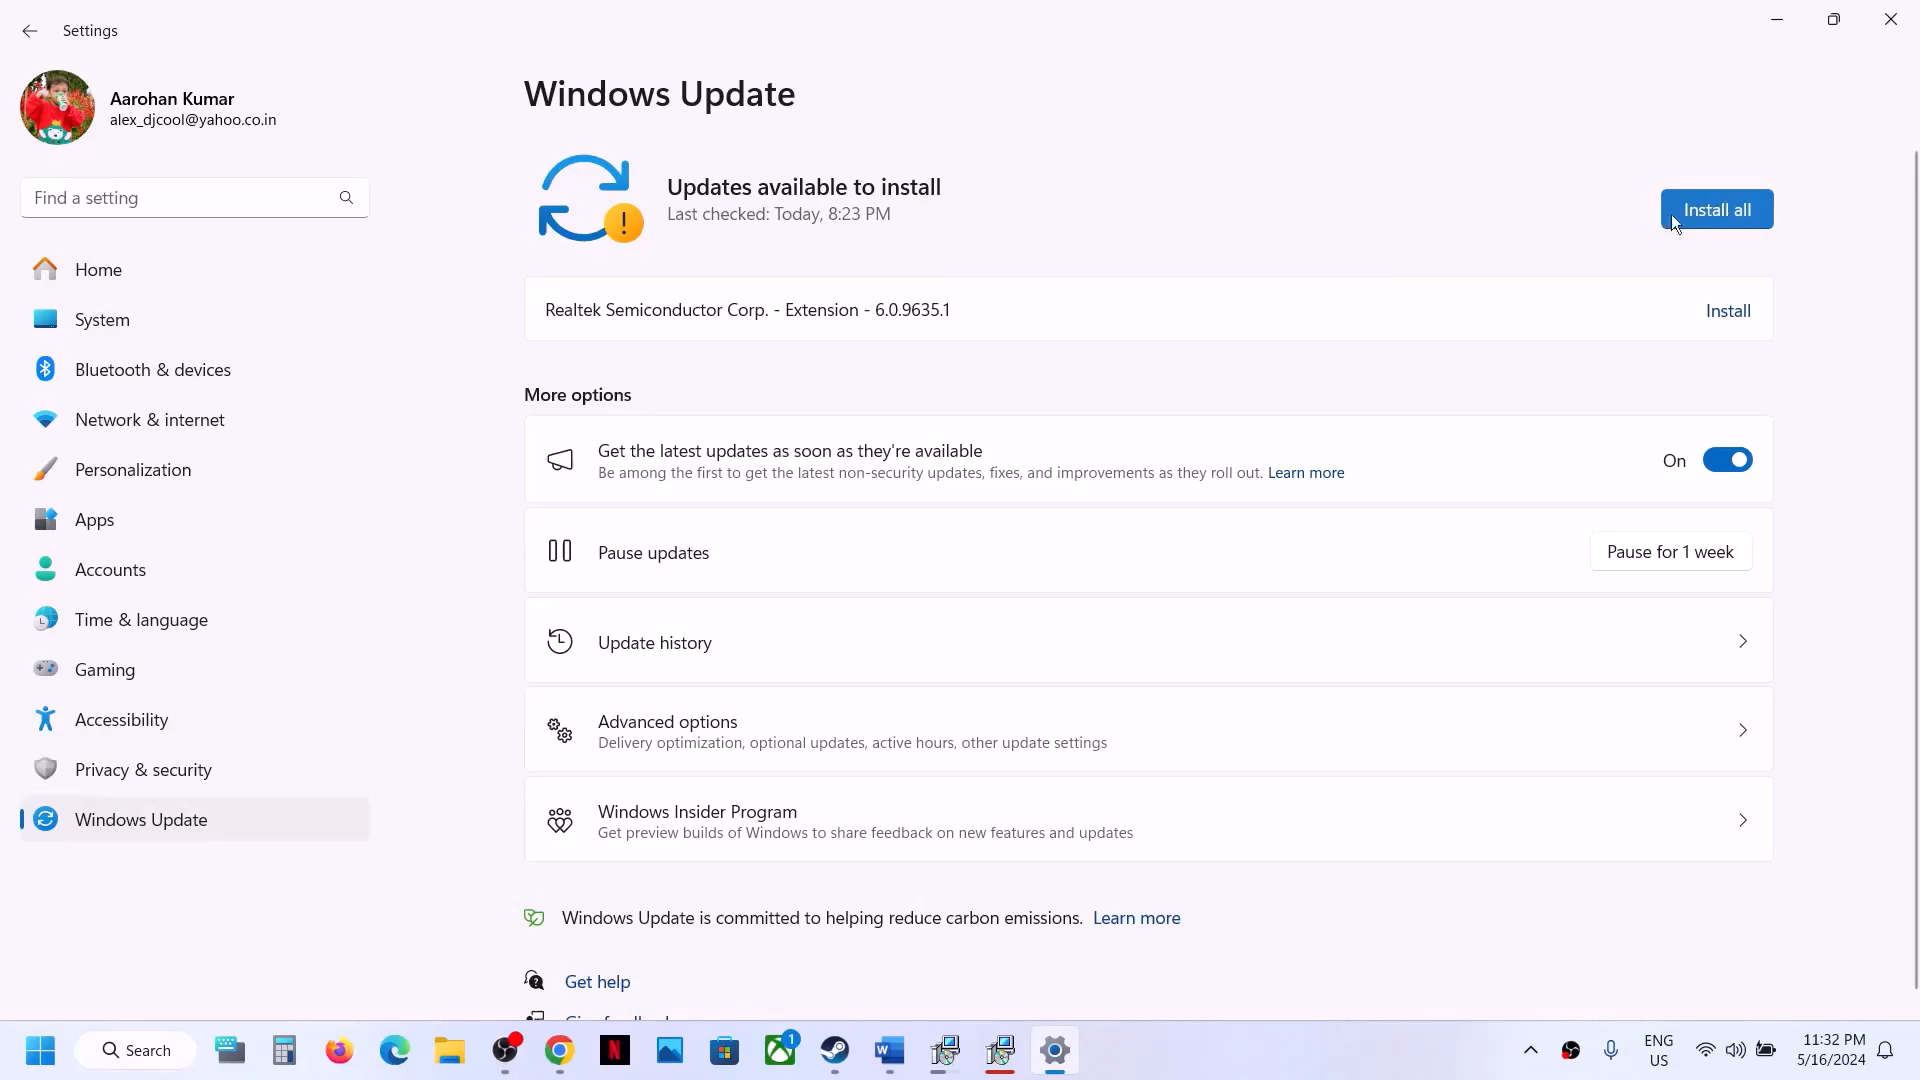 Settings
Aarohan Kumar
alex_djcool@yahoo.co.in
Find a setting
Home
System
Bluetooth & devices
Network & internet
Personalization
Apps
Accounts
Time & language
Gaming
Accessibility
Privacy & security
Windows Update
Windows Update
Updates available to install
Last checked: Today, 8:23 PM
Install all
Realtek Semiconductor Corp. - Extension - 6.0.9635.1
Install
More options
Get the latest updates as soon as they're available
Be among the first to get the latest non-security updates, fixes, and improvements as they roll out. Learn more
On
Pause updates
Pause for 1 week
Update history
Advanced options
Delivery optimization, optional updates, active hours, other update settings
Windows Insider Program
Get preview builds of Windows to share feedback on new features and updates
Windows Update is committed to helping reduce carbon emissions. Learn more
Get help
Search
N
1
W
ENG
US
11:32 PM
5/16/2024